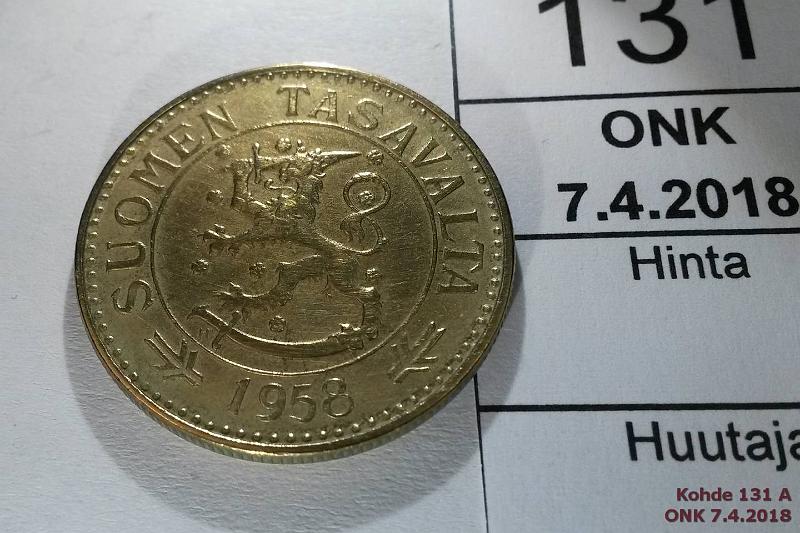 SUOMEN TASAVALTA
1958
131
ONK
7.4.2018
Hinta
Huutaja
Kohde 131 A
ONK 7.4.2018